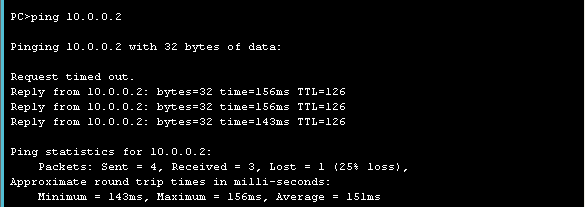 PC>ping 10.0.0.2
Pinging 10.0.0.2 with 32 bytes of data:
Request timed out.
Reply from 10.0.0.2: bytes=32 time=156ms TTL=126
Reply from 10.0.0.2: bytes=32 time=156ms TTL=126
Reply from 10.0.0.2: bytes=32 time=143ms TTL=126
Ping statistics for 10.0.0.2:
    Packets: Sent = 4, Received = 3, Lost = 1 (25% loss),
Approximate round trip times in milli-seconds:
    Minimum = 143ms, Maximum = 156ms, Average = 151ms